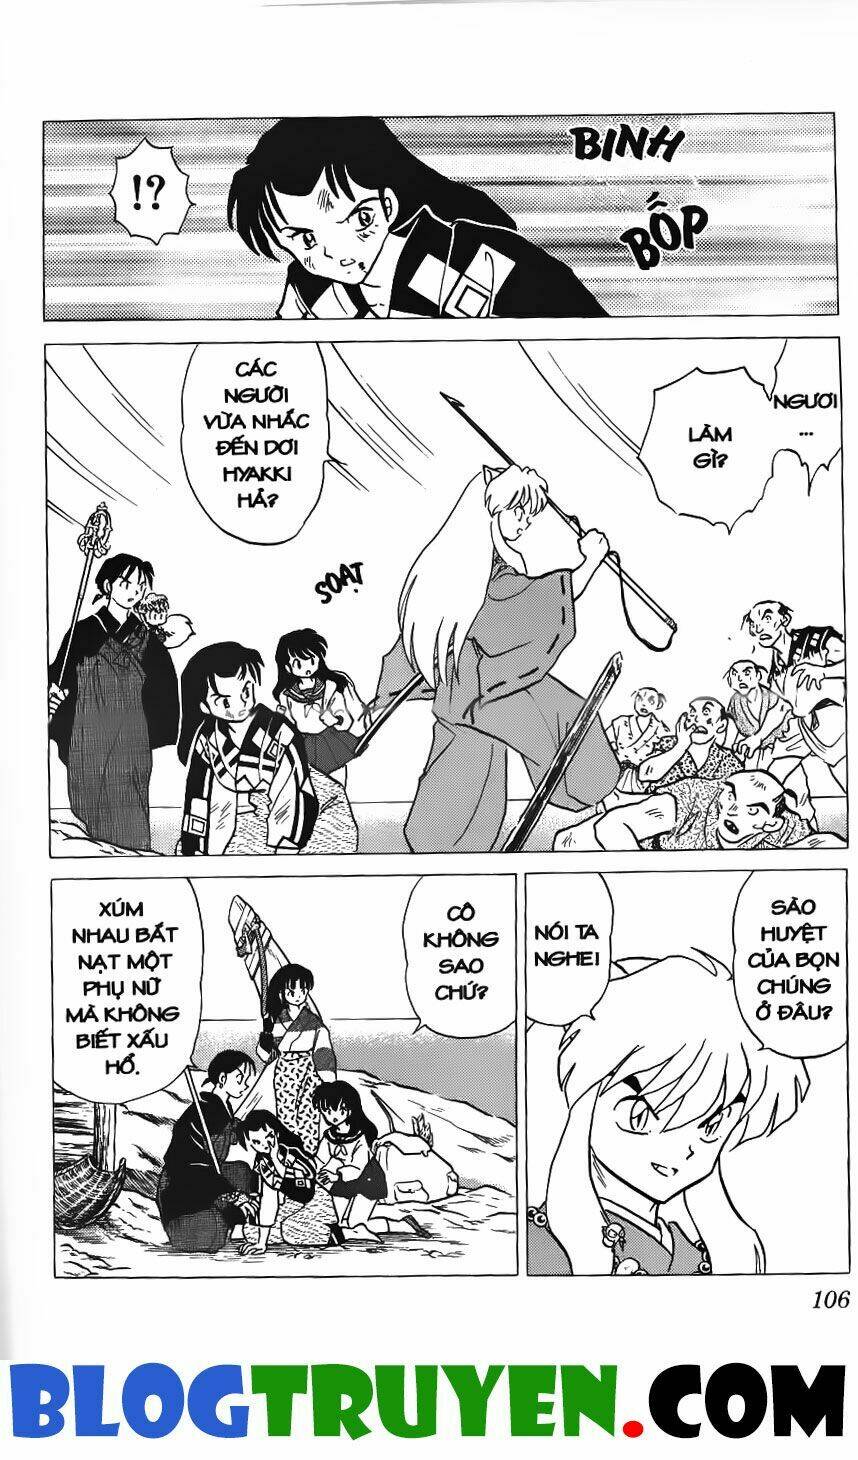 !?
BINH
BỐP
CÁC
NGƯỜI
VỪA NHẮC
ĐẾN DƠI
HYAKKI
HẢ?
LÀM
GÌ?
NGƯƠI
...
SOẠT
XÚM
NHAU BẮT
NẠT MỘT
PHỤ NỮ
MÀ KHÔNG
BIẾT XẤU
HỔ.
CÔ
KHÔNG
SAO
CHỨ?
NÓI TA
NGHE!
SÀO
HUYỆT
CỦA BỌN
CHÚNG
Ở ĐÂU?
106
BLOGTRUYEN.COM